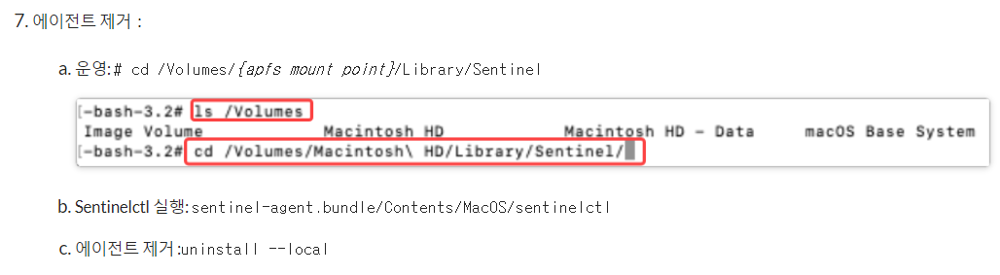 7. 에이전트 제거 :
a. 운영:# cd /Volumes/{apfs mount point}/Library/Sentinel
[-bash-3.2# ls /Volumes
Image Volume Macintosh HD Macintosh HD - Data macOS Base System
[-bash-3.2# cd /Volumes/Macintosh\ HD/Library/Sentinel/
b. Sentinelctl 실행:sentinel-agent.bundle/Contents/MacOS/sentinelctl
c. 에이전트 제거:uninstall --local